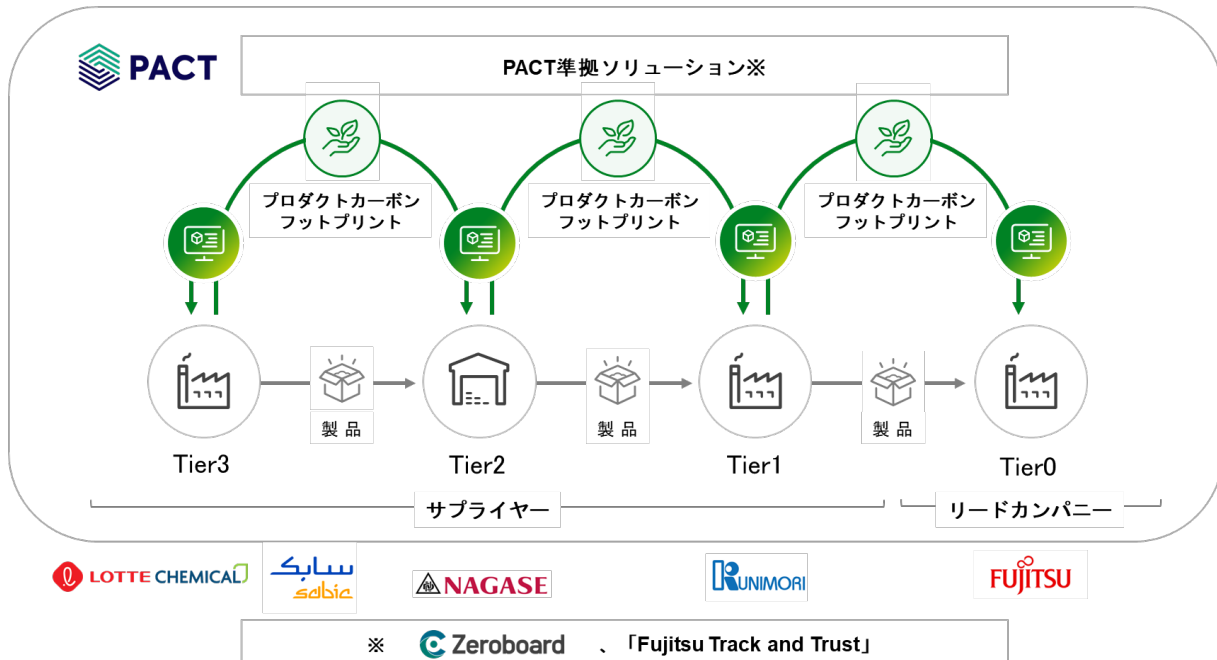 PACT
PACT準拠ソリューション※
プロダクトカーボン
フットプリント
プロダクトカーボン
フットプリント
プロダクトカーボン
フットプリント
製品
製品
製品
Tier3
Tier2
Tier1
Tier0
サプライヤー
リードカンパニー
LOTTE CHEMICAL
سابك
sabic
NAGASE
KUNIMORI
FUJITSU
※ Zeroboard 、「Fujitsu Track and Trust」